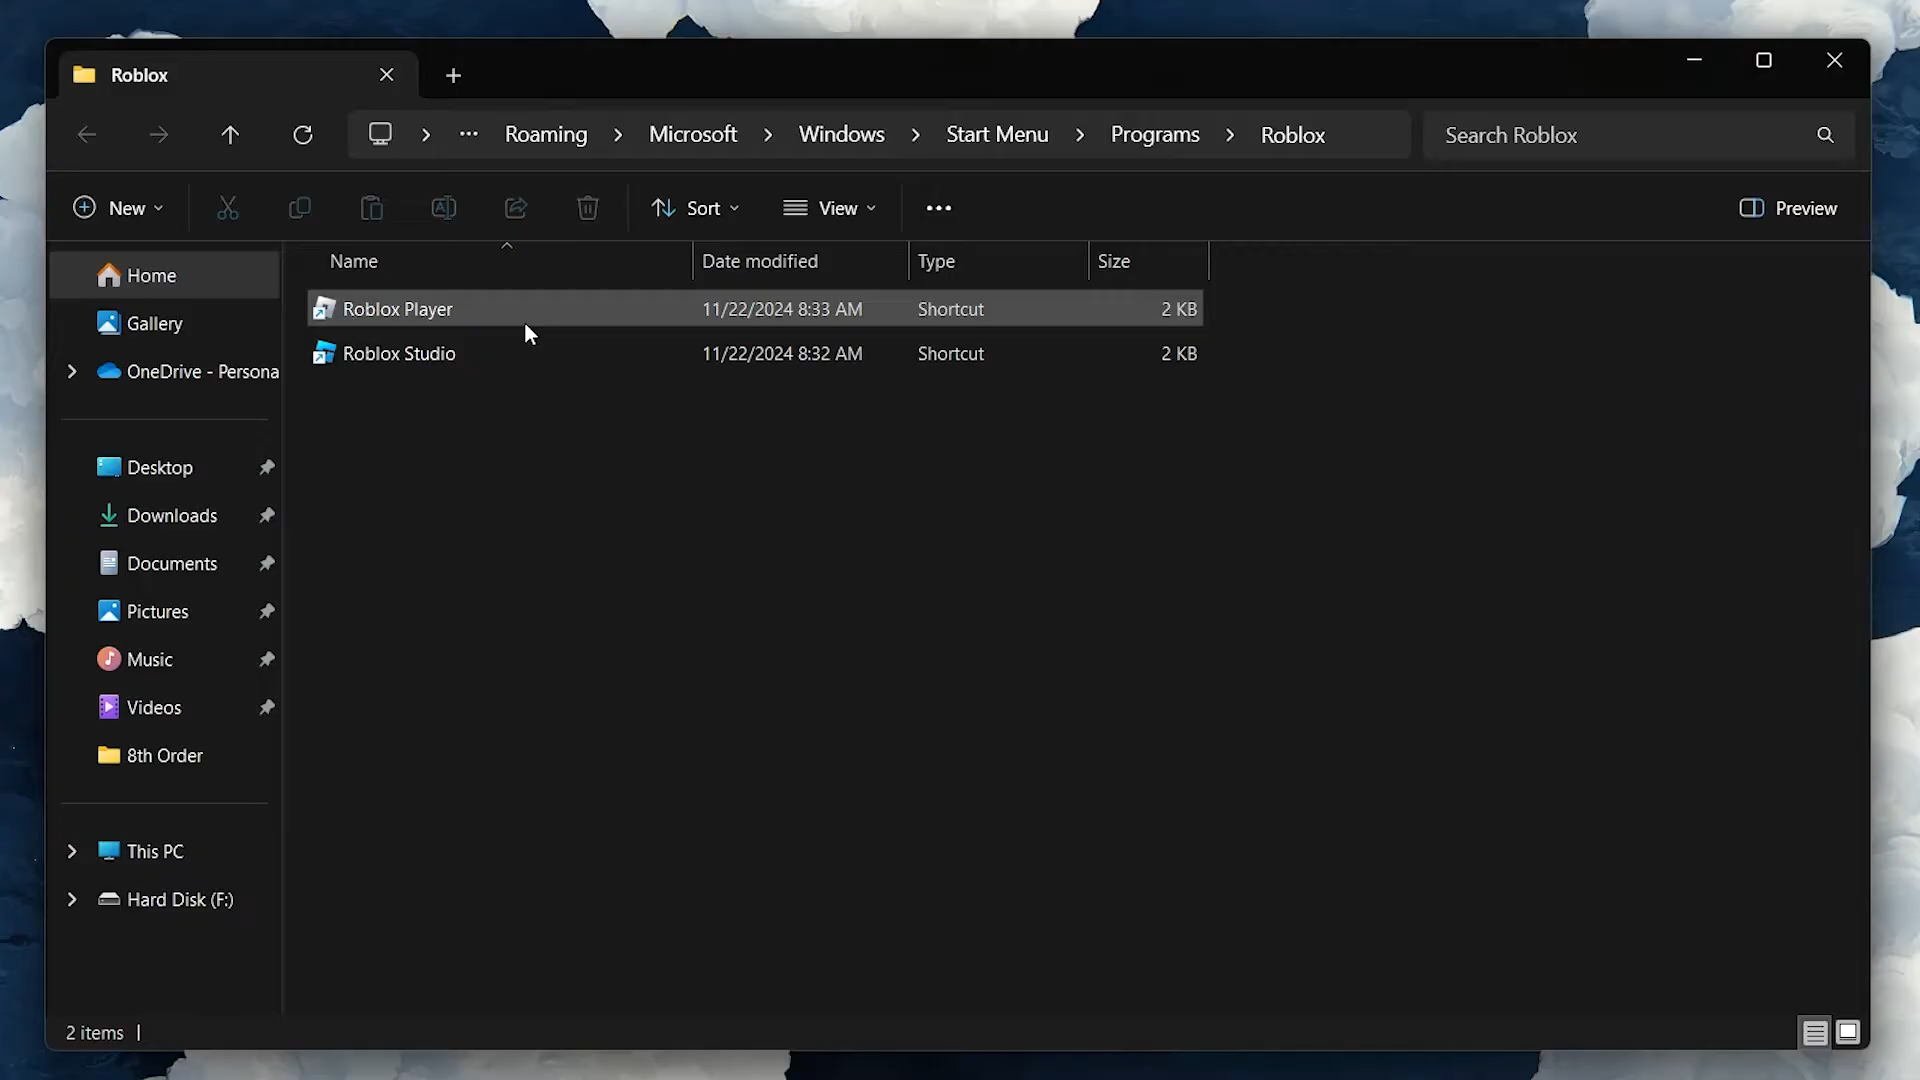 Roblox
Roaming Microsoft Windows Start Menu Programs Roblox Search Roblox
New Sort View Preview
Name Date modified Type Size
Home
Gallery
OneDrive - Persona
Roblox Player 11/22/2024 8:33 AM Shortcut 2 KB
Roblox Studio 11/22/2024 8:32 AM Shortcut 2 KB
Desktop
Downloads
Documents
Pictures
Music
Videos
8th Order
This PC
Hard Disk (F:)
2 items